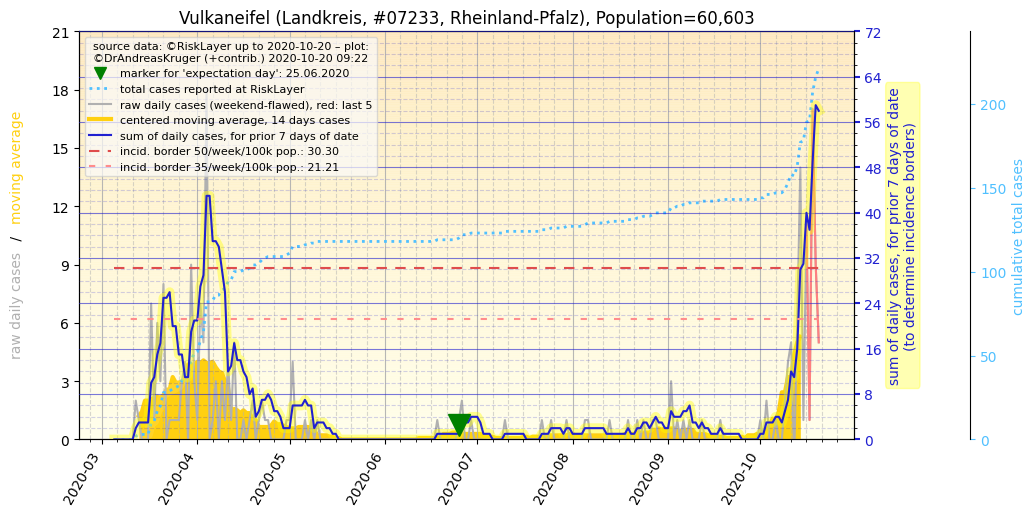 Vulkaneifel (Landkreis, #07233, Rheinland-Pfalz), Population=60,603
source data: ©RiskLayer up to 2020-10-20 – plot:
©DrAndreasKruger (+contrib.) 2020-10-20 09:22
marker for 'expectation day': 25.06.2020
total cases reported at RiskLayer
raw daily cases (weekend-flawed), red: last 5
centered moving average, 14 days cases
sum of daily cases, for prior 7 days of date
incid. border 50/week/100k pop.: 30.30
incid. border 35/week/100k pop.: 21.21
raw daily cases / moving average
21
18
15
12
9
6
3
0
72
64
56
48
40
32
24
16
8
0
sum of daily cases, for prior 7 days of date
(to determine incidence borders)
200
150
100
50
0
cumulative total cases
2020-03
2020-04
2020-05
2020-06
2020-07
2020-08
2020-09
2020-10